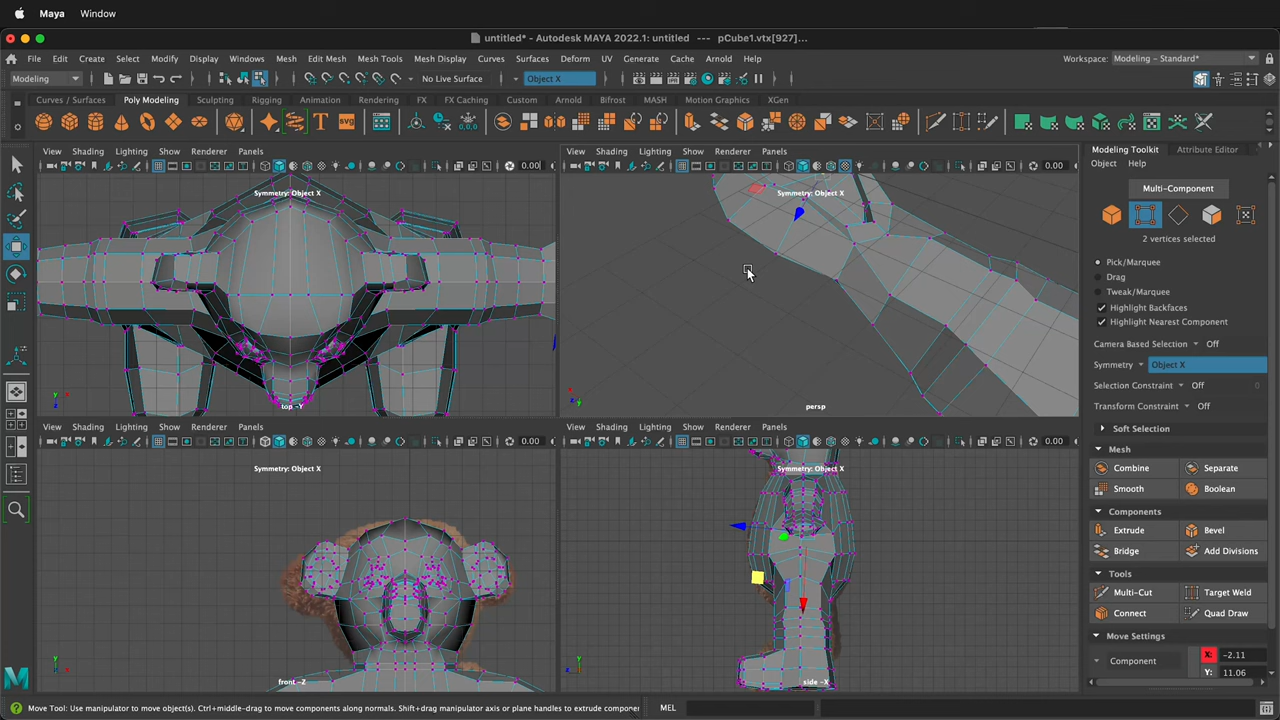 Maya Window
untitled* - Autodesk MAYA 2022.1: untitled --- pCube1.vtx[927]...
File Edit Create Select Modify Display Windows Mesh Edit Mesh Mesh Tools Mesh Display Curves Surfaces Deform UV Generate Cache Arnold Help
Workspace: Modeling - Standard*
Modeling
No Live Surface
Object X
Curves / Surfaces Poly Modeling Sculpting Rigging Animation Rendering FX FX Caching Custom Arnold Bifrost MASH Motion Graphics XGen
svg
View Shading Lighting Show Renderer Panels
0.00
Symmetry: Object X
top -Y
View Shading Lighting Show Renderer Panels
0.00
Symmetry: Object X
persp
View Shading Lighting Show Renderer Panels
0.00
Symmetry: Object X
front -Z
View Shading Lighting Show Renderer Panels
0.00
Symmetry: Object X
side -X
Modeling Toolkit Attribute Editor
Object Help
Multi-Component
2 vertices selected
Pick/Marquee
Drag
Tweak/Marquee
Highlight Backfaces
Highlight Nearest Component
Camera Based Selection Off
Symmetry Object X
Selection Constraint Off 0
Transform Constraint Off
Soft Selection
Mesh
Combine Separate
Smooth Boolean
Components
Extrude Bevel
Bridge Add Divisions
Tools
Multi-Cut Target Weld
Connect Quad Draw
Move Settings
Component
X: -2.11
Y: 11.06
Move Tool: Use manipulator to move object(s). Ctrl+middle-drag to move components along normals. Shift+drag manipulator axis or plane handles to extrude componen
MEL